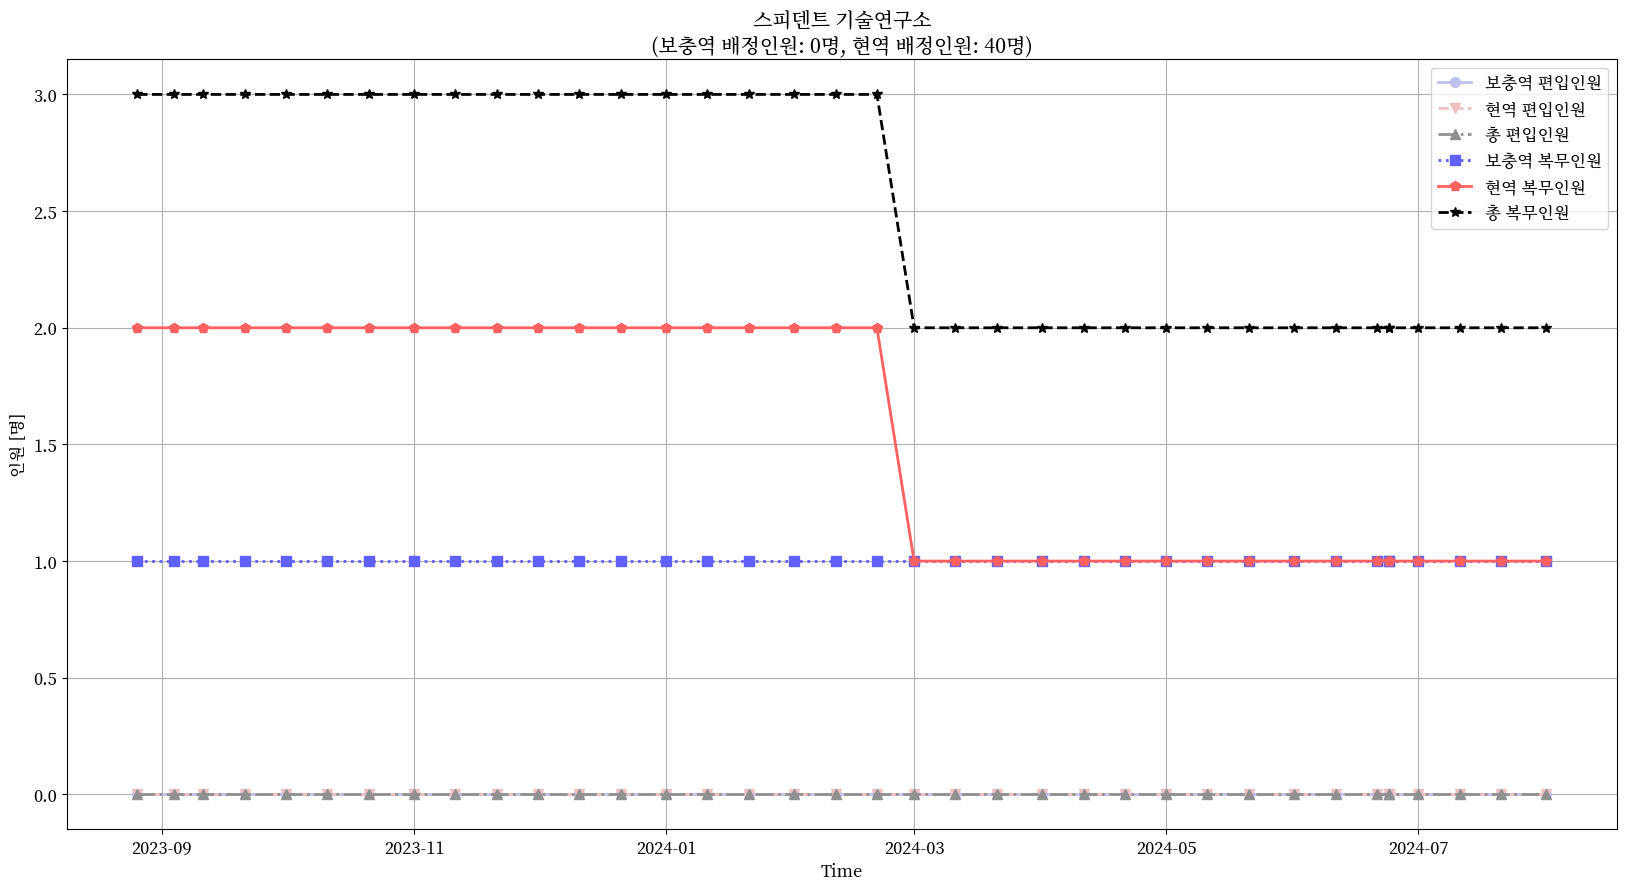 스피덴트 기술연구소
(보충역 배정인원: 0명, 현역 배정인원: 40명)
보충역 편입인원
현역 편입인원
총 편입인원
보충역 복무인원
현역 복무인원
총 복무인원
인원 [명]
3.0
2.5
2.0
1.5
1.0
0.5
0.0
2023-09
2023-11
2024-01
2024-03
2024-05
2024-07
Time